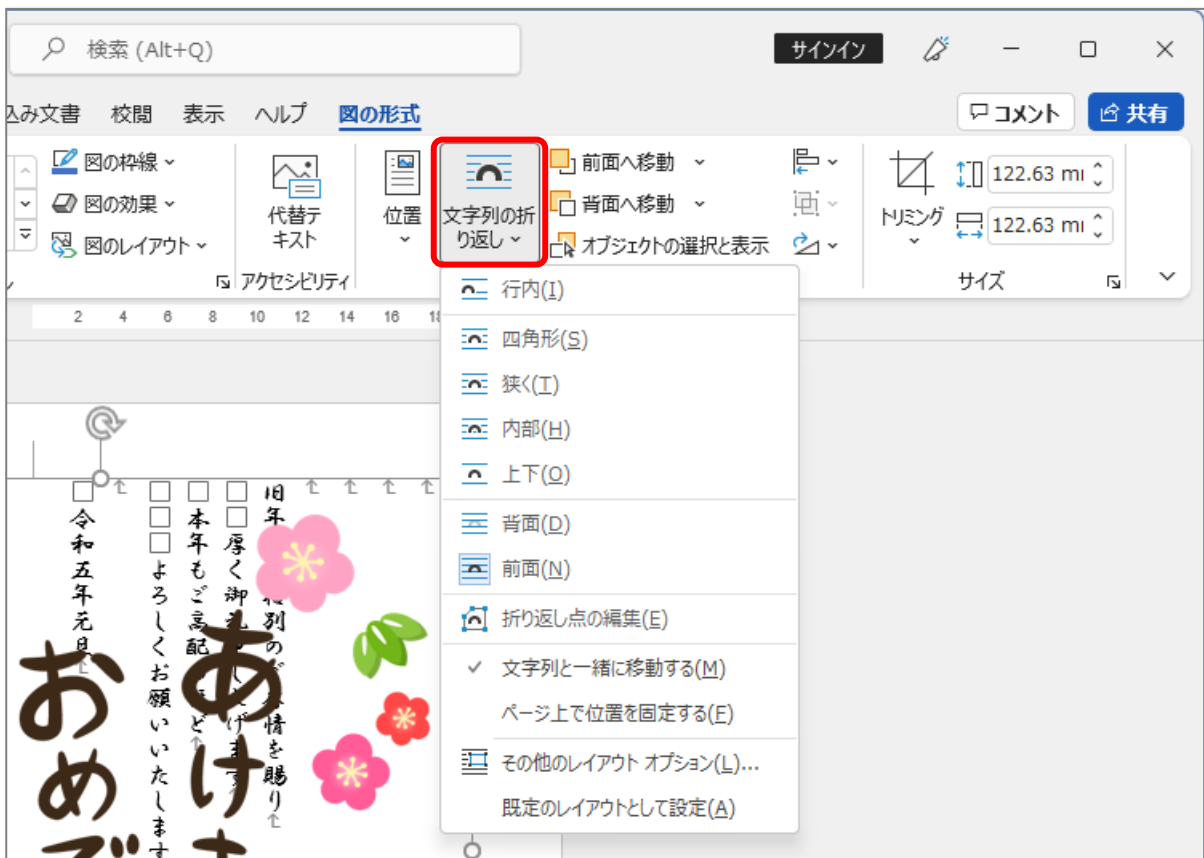 検索 (Alt+Q)
サインイン
込み文書 校閲 表示 ヘルプ 図の形式
コメント
共有
図の枠線
図の効果
図のレイアウト
代替テ
キスト
アクセシビリティ
位置
文字列の折
り返し
前面へ移動
背面へ移動
オブジェクトの選択と表示
トリミング
122.63 mi
122.63 mi
サイズ
行内(I)
四角形(S)
狭く(T)
内部(H)
上下(O)
背面(D)
前面(N)
折り返し点の編集(E)
文字列と一緒に移動する(M)
ページ上で位置を固定する(F)
その他のレイアウト オプション(L)...
既定のレイアウトとして設定(A)
2 4 6 8 10 12 14 16 18
旧年
別の
情を賜り
厚く御
げます
本年もご高配
ほど
よろしくお願いいたします
令和五年元旦
あけま
おめで